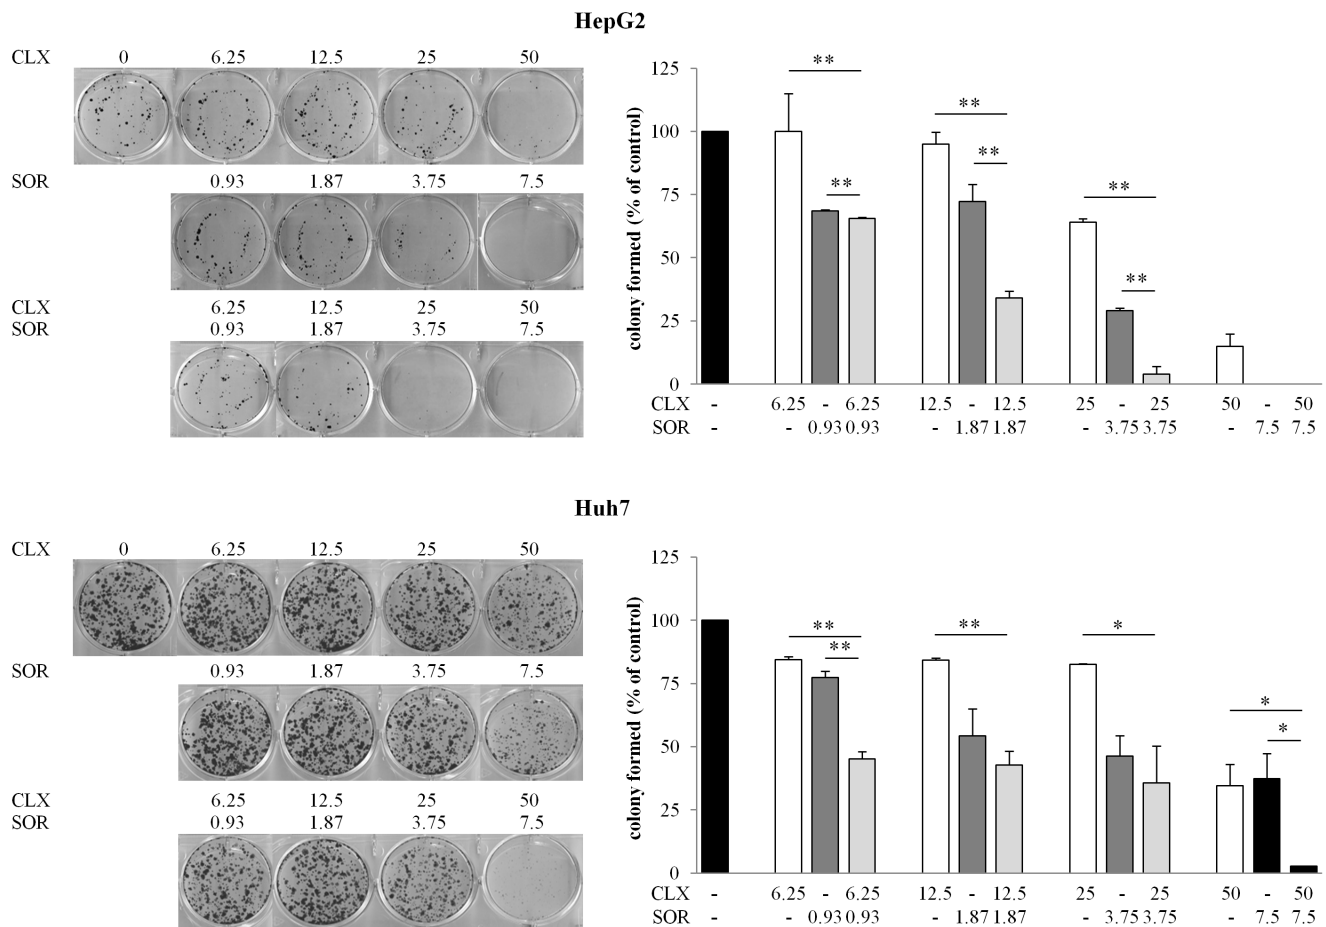 HepG2
CLX 0 6.25 12.5 25 50
SOR 0.93 1.87 3.75 7.5
CLX 6.25 12.5 25 50
SOR 0.93 1.87 3.75 7.5
colony formed (% of control)
125
100
75
50
25
0
** ** ** ** ** **
CLX - 6.25 - 6.25 12.5 - 12.5 25 - 25 50 - 50
SOR - - 0.93 0.93 - 1.87 1.87 - 3.75 3.75 - 7.5 7.5
Huh7
CLX 0 6.25 12.5 25 50
SOR 0.93 1.87 3.75 7.5
CLX 6.25 12.5 25 50
SOR 0.93 1.87 3.75 7.5
colony formed (% of control)
125
100
75
50
25
0
** ** ** * * *
CLX - 6.25 - 6.25 12.5 - 12.5 25 - 25 50 - 50
SOR - - 0.93 0.93 - 1.87 1.87 - 3.75 3.75 - 7.5 7.5